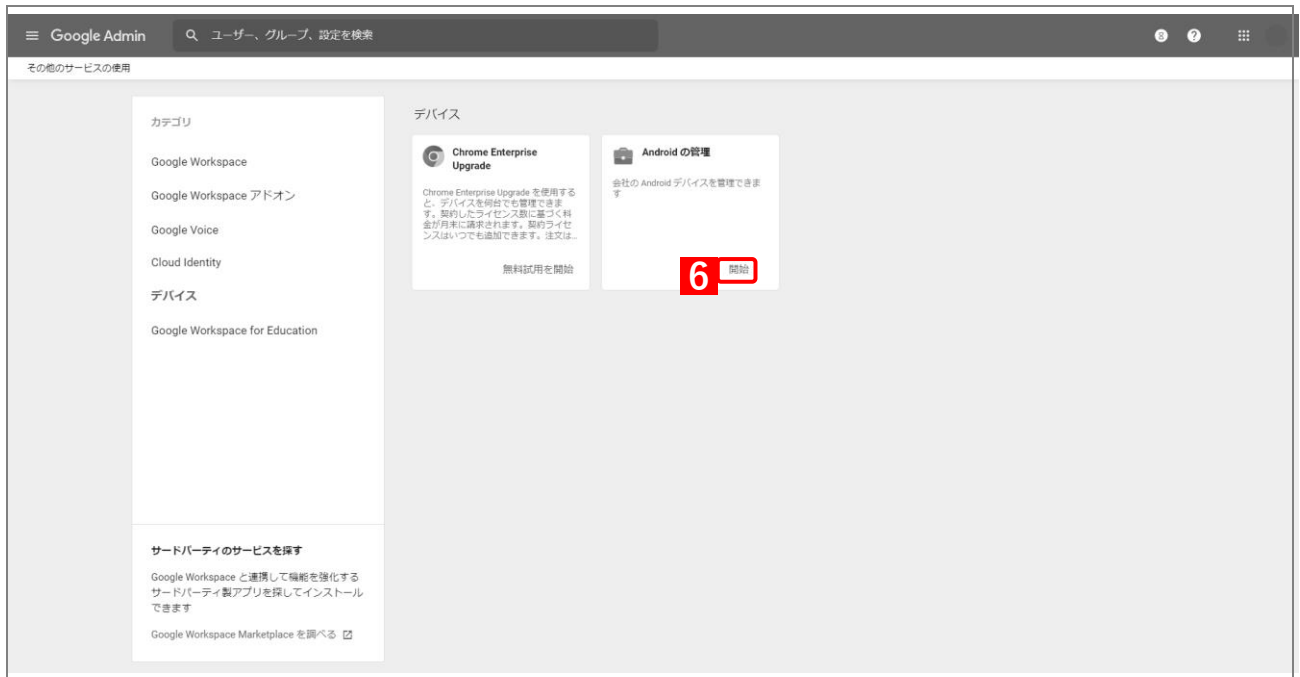 Google Admin
ユーザー、グループ、設定を検索
その他のサービスの使用
カテゴリ
Google Workspace
Google Workspace アドオン
Google Voice
Cloud Identity
デバイス
Google Workspace for Education
サードパーティのサービスを探す
Google Workspace と連携して機能を強化する
サードパーティ製アプリを探してインストール
できます
Google Workspace Marketplace を調べる
デバイス
Chrome Enterprise
Upgrade
Chrome Enterprise Upgrade を使用する
と、デバイスを何台でも管理できま
す。契約したライセンス数に基づく料
金が月末に請求されます。契約ライセ
ンスはいつでも追加できます。注文は...
無料試用を開始
Android の管理
会社の Android デバイスを管理できま
す
6
開始